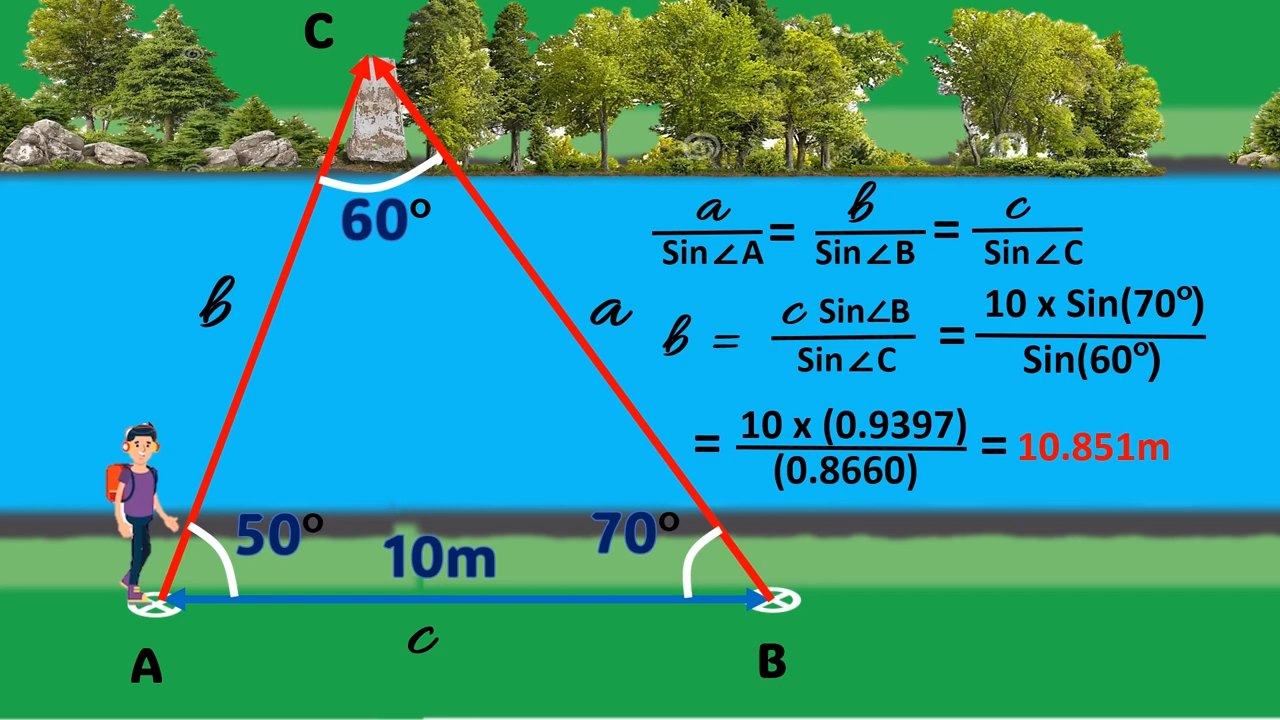 C
60°
b
a
a/Sin∠A = b/Sin∠B = c/Sin∠C
b = c Sin∠B/Sin∠C = 10 x Sin(70°)/Sin(60°)
= 10 x (0.9397)/(0.8660) = 10.851m
50°
10m
70°
c
A
B